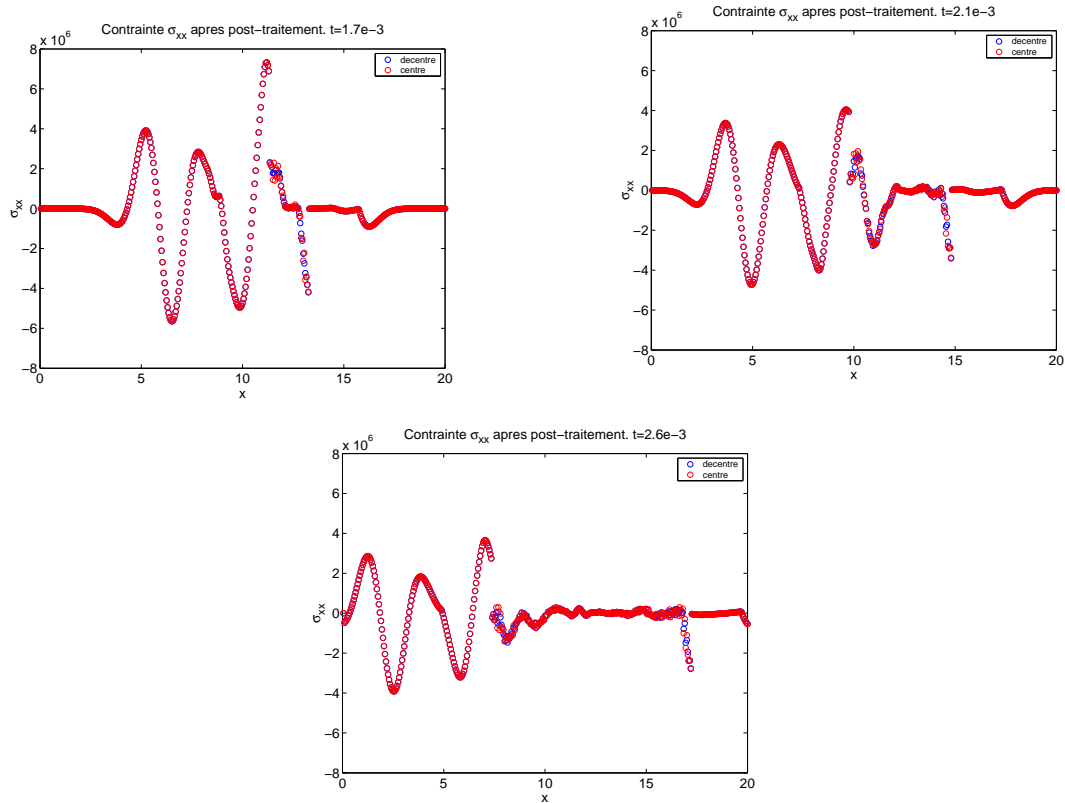 Contrainte σxx apres post−traitement. t=1.7e−3
x 10^6
8
6
4
2
0
−2
−4
−6
−8
σxx
0 5 10 15 20
x
decentre
centre
Contrainte σxx apres post−traitement. t=2.1e−3
x 10^6
8
6
4
2
0
−2
−4
−6
−8
σxx
0 5 10 15 20
x
decentre
centre
Contrainte σxx apres post−traitement. t=2.6e−3
x 10^6
8
6
4
2
0
−2
−4
−6
−8
σxx
0 5 10 15 20
x
decentre
centre